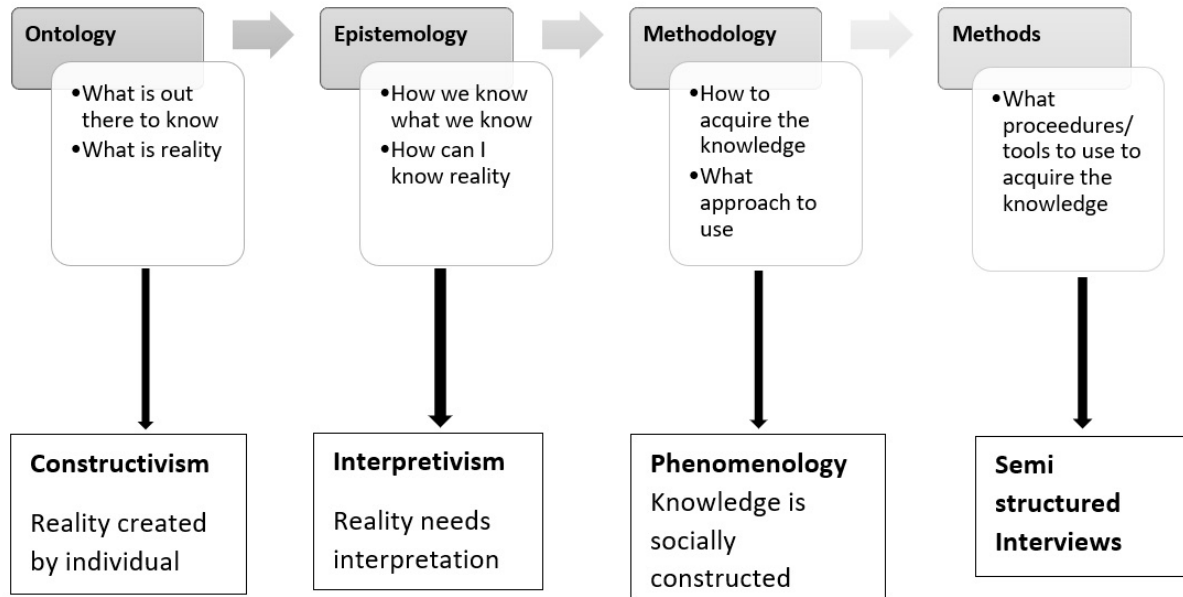 Ontology
•What is out
there to know
•What is reality
Epistemology
•How we know
what we know
•How can I
know reality
Methodology
•How to
acquire the
knowledge
•What
approach to
use
Methods
•What
proceedures/
tools to use to
acquire the
knowledge
Constructivism
Reality created
by individual
Interpretivism
Reality needs
interpretation
Phenomenology
Knowledge is
socially
constructed
Semi
structured
Interviews